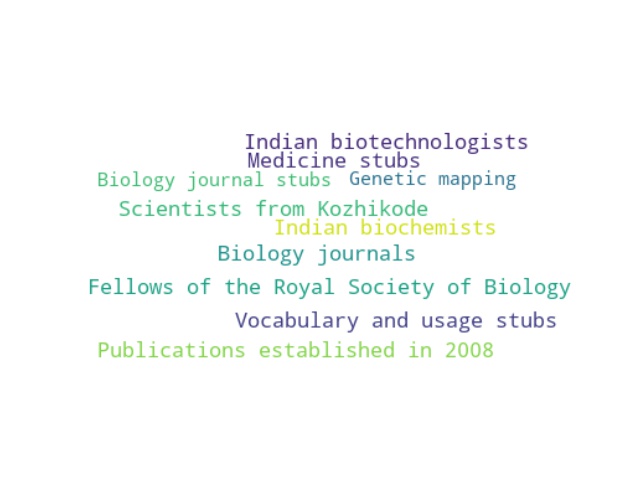 Indian biotechnologists
Medicine stubs
Biology journal stubs Genetic mapping
Scientists from Kozhikode
Indian biochemists
Biology journals
Fellows of the Royal Society of Biology
Vocabulary and usage stubs
Publications established in 2008